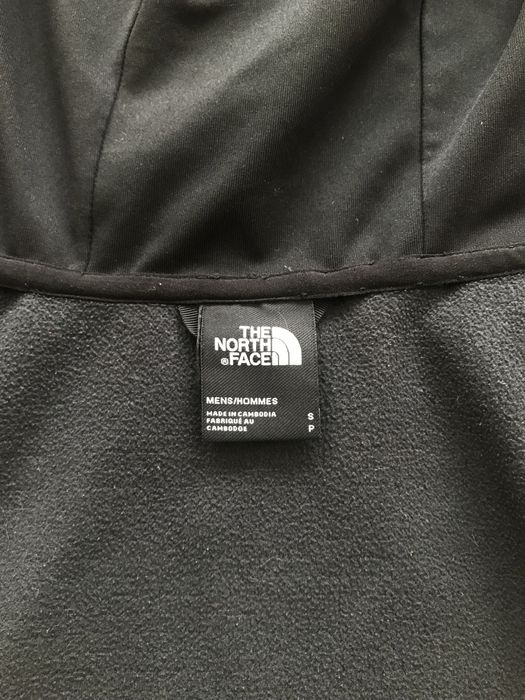 THE
NORTH
®FACE
MENS/HOMMES
MADE IN CAMBODIA S
FABRIQUÉ AU P
CAMBODGE